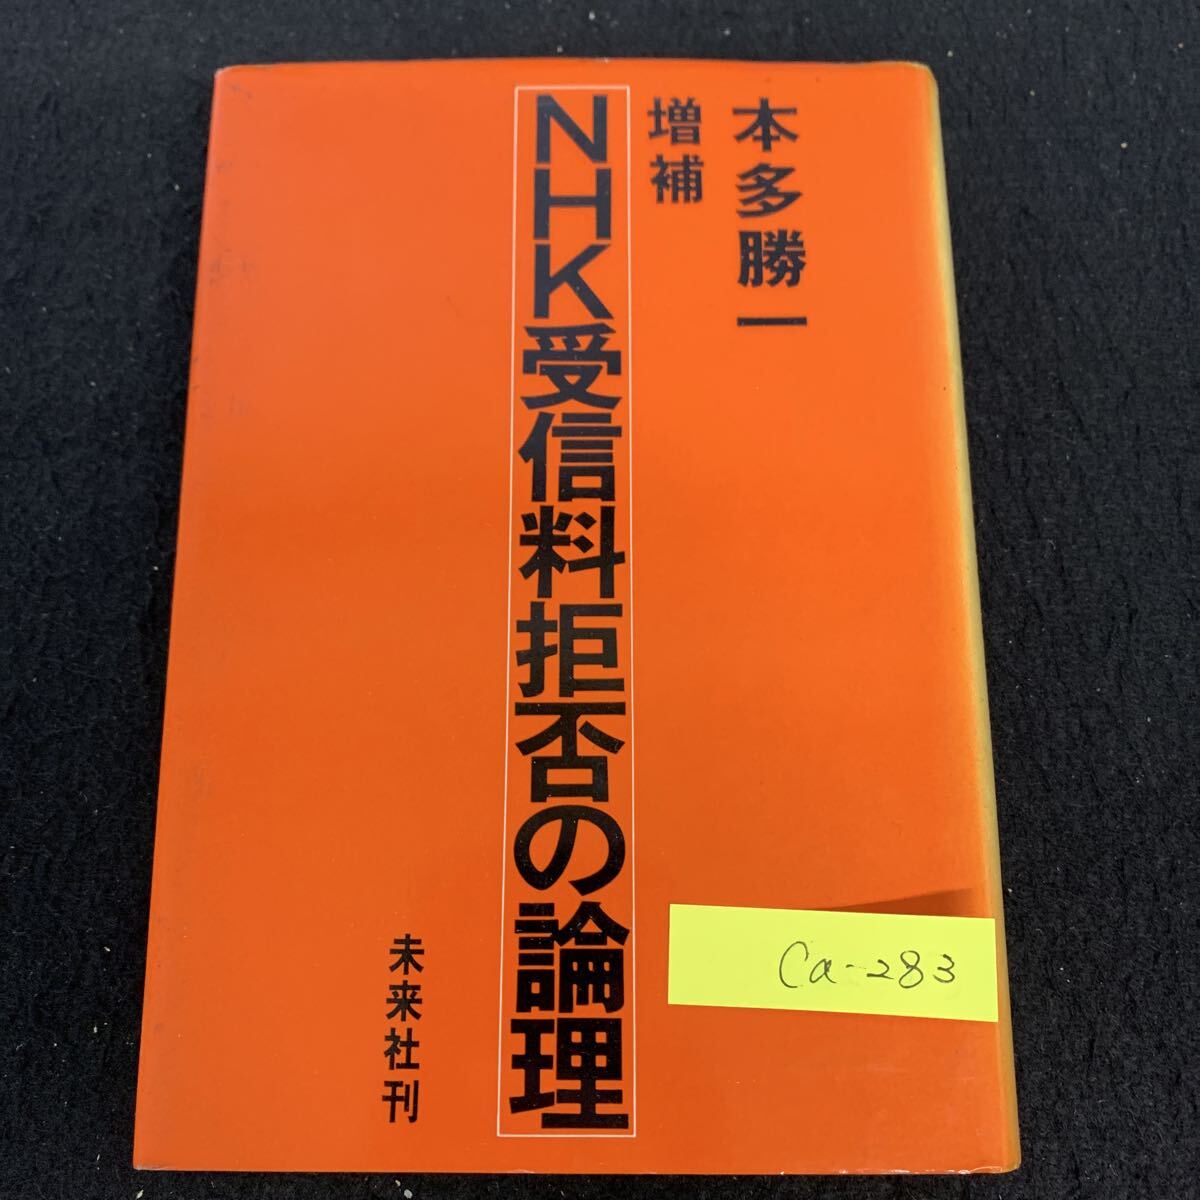 本多勝一
増補
NHK受信料拒否の論理
未来社刊
Ca-283